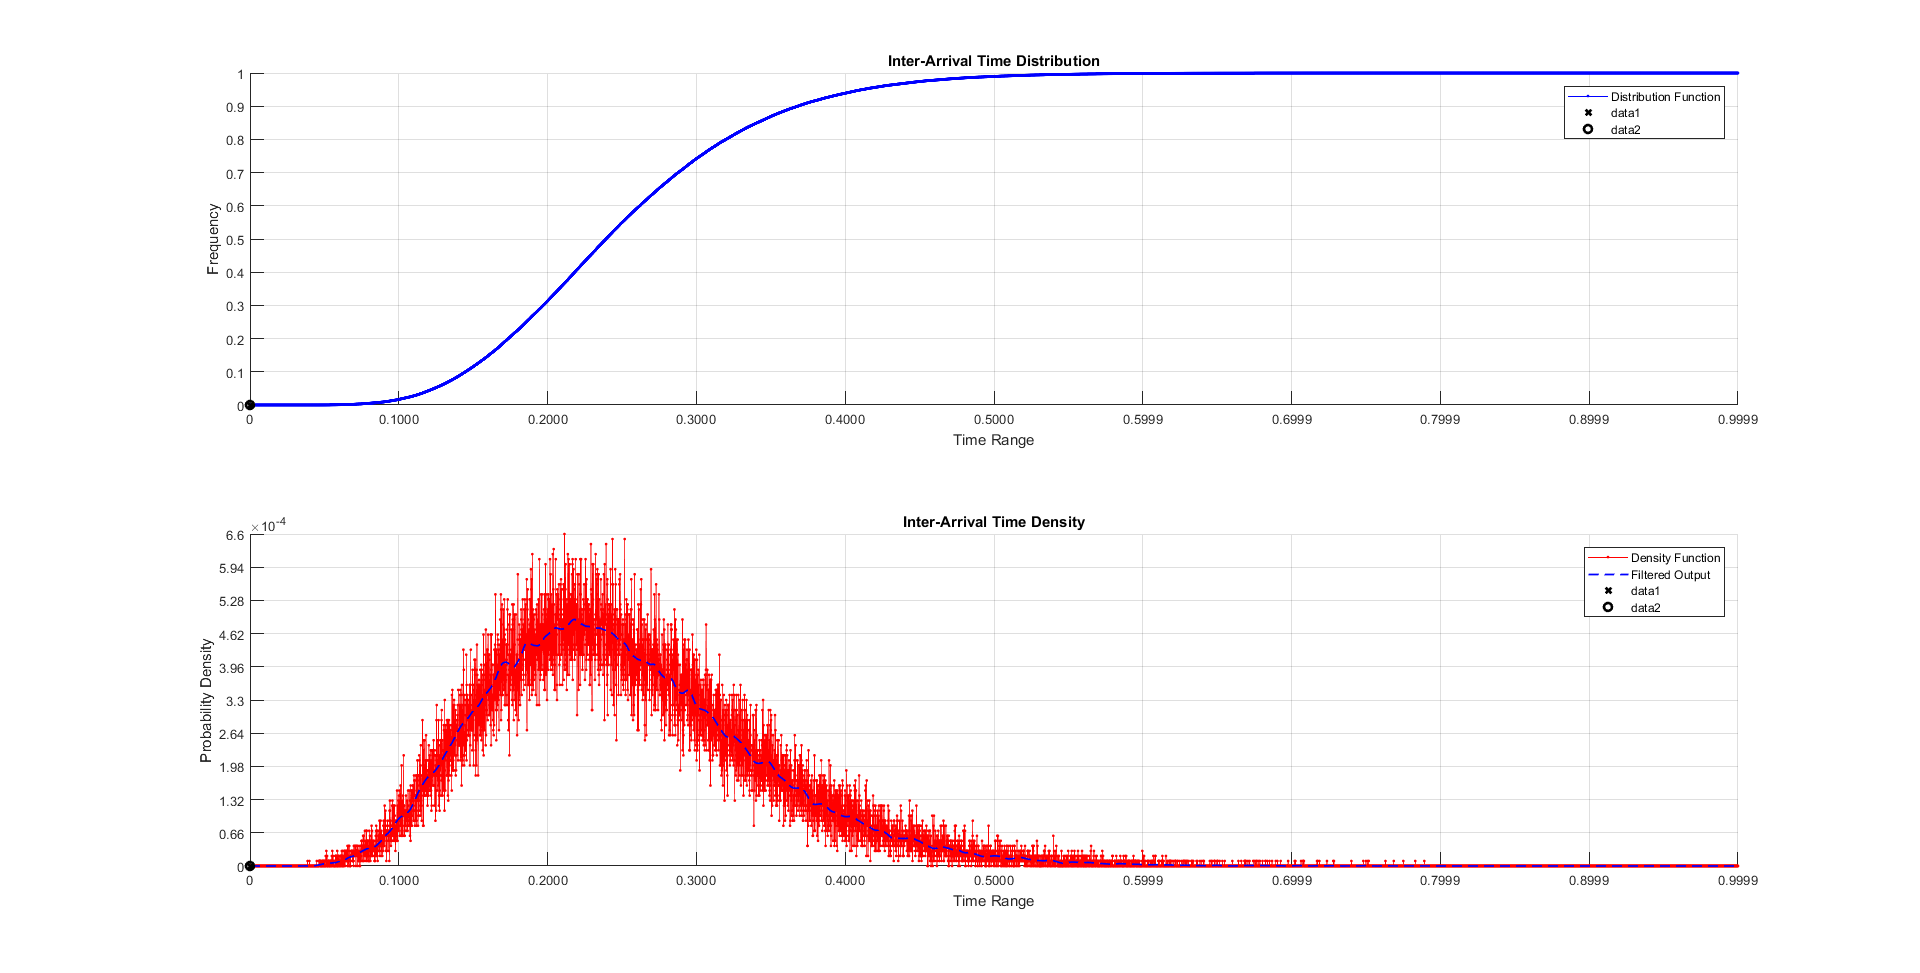 Inter-Arrival Time Distribution
1
0.9
0.8
0.7
0.6
0.5
0.4
0.3
0.2
0.1
0
Frequency
Distribution Function
data1
data2
0 0.1000 0.2000 0.3000 0.4000 0.5000 0.5999 0.6999 0.7999 0.8999 0.9999
Time Range
Inter-Arrival Time Density
×10⁻⁴
6.6
5.94
5.28
4.62
3.96
3.3
2.64
1.98
1.32
0.66
0
Probability Density
Density Function
Filtered Output
data1
data2
0 0.1000 0.2000 0.3000 0.4000 0.5000 0.5999 0.6999 0.7999 0.8999 0.9999
Time Range